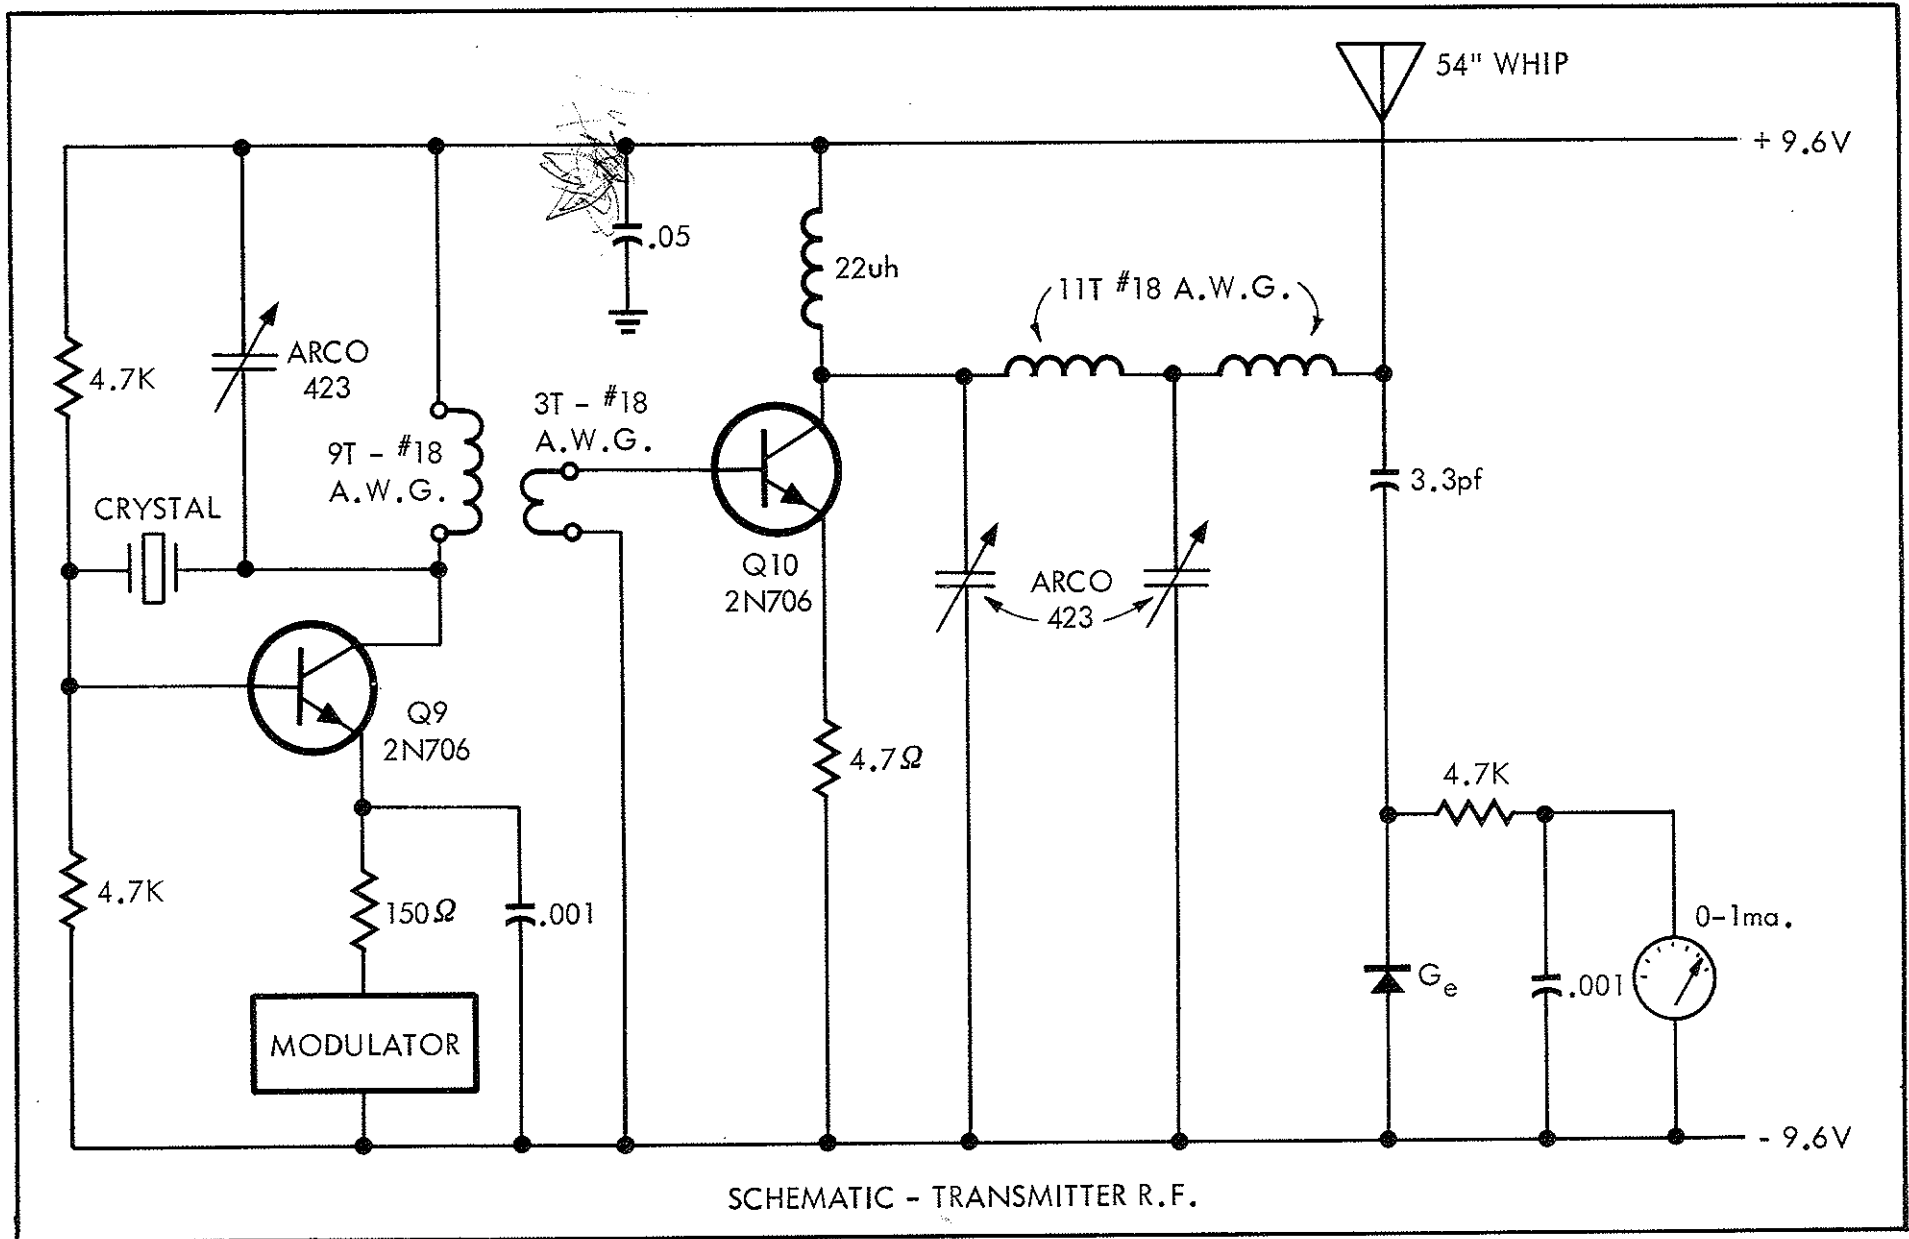 54" WHIP
+ 9.6V
.05
22uh
11T #18 A.W.G.
ARCO
423
4.7K
3T - #18
A.W.G.
9T - #18
A.W.G.
3.3pf
CRYSTAL
Q10
2N706
ARCO
423
Q9
2N706
4.7Ω
4.7K
4.7K
150Ω
.001
0-1ma.
Ge
.001
MODULATOR
- 9.6V
SCHEMATIC - TRANSMITTER R.F.